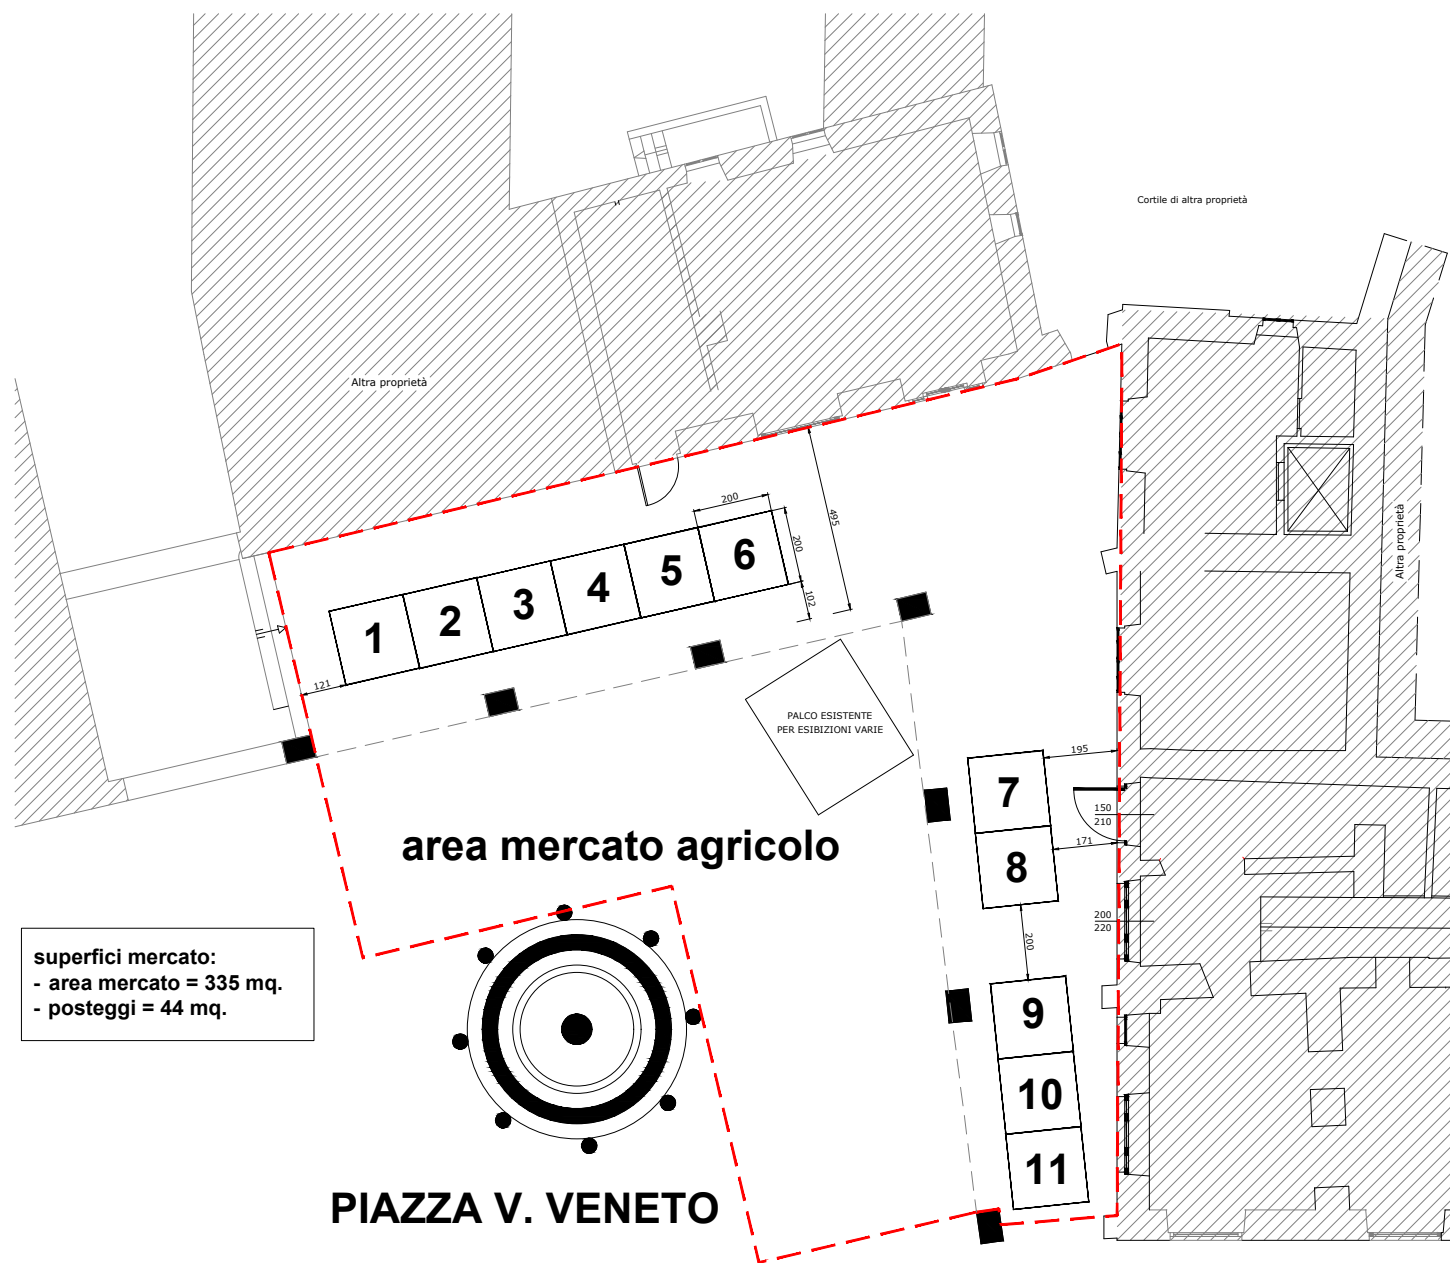 Cortile di altra proprietà
Altra proprietà
200
495
200
102
1
2
3
4
5
6
121
Altra proprietà
PALCO ESISTENTE
PER ESIBIZIONI VARIE
195
7
150
210
171
8
area mercato agricolo
200
220
200
superfici mercato:
- area mercato = 335 mq.
- posteggi = 44 mq.
9
10
11
PIAZZA V. VENETO